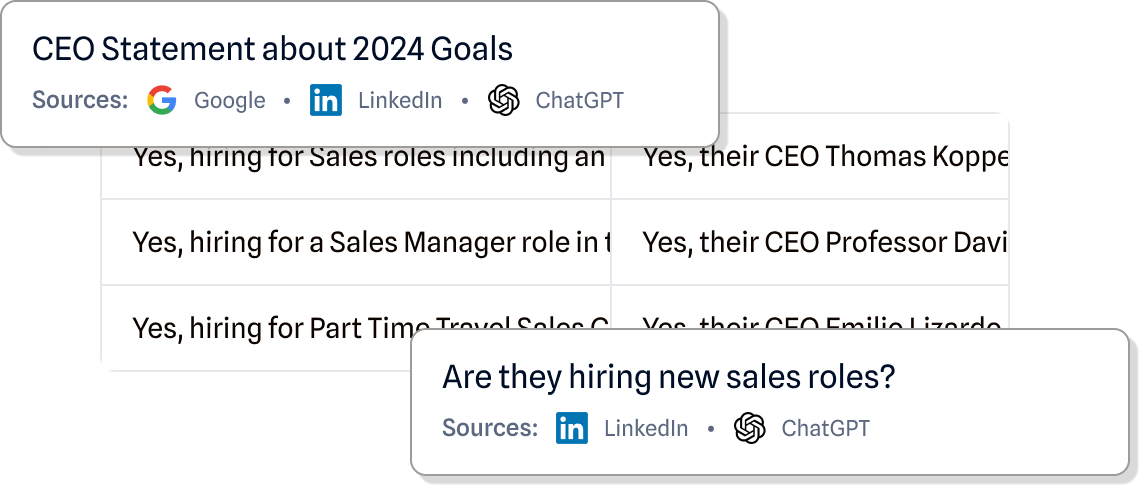 CEO Statement about 2024 Goals
Sources: Google • LinkedIn • ChatGPT
Yes, hiring for Sales roles including an
Yes, their CEO Thomas Koppe
Yes, hiring for a Sales Manager role in t
Yes, their CEO Professor Davi
Yes, hiring for Part Time Travel Sales C
Yes, their CEO Emilio Lizardo
Are they hiring new sales roles?
Sources: LinkedIn • ChatGPT